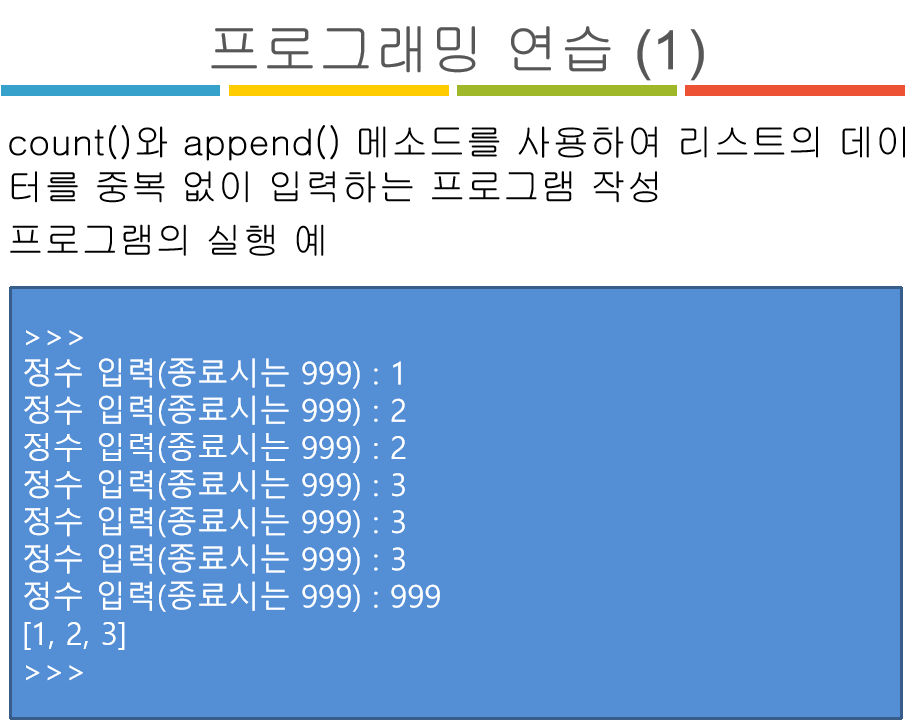 프로그래밍 연습 (1)
count()와 append() 메소드를 사용하여 리스트의 데이
터를 중복 없이 입력하는 프로그램 작성
프로그램의 실행 예
>>>
정수 입력(종료시는 999) : 1
정수 입력(종료시는 999) : 2
정수 입력(종료시는 999) : 2
정수 입력(종료시는 999) : 3
정수 입력(종료시는 999) : 3
정수 입력(종료시는 999) : 3
정수 입력(종료시는 999) : 999
[1, 2, 3]
>>>